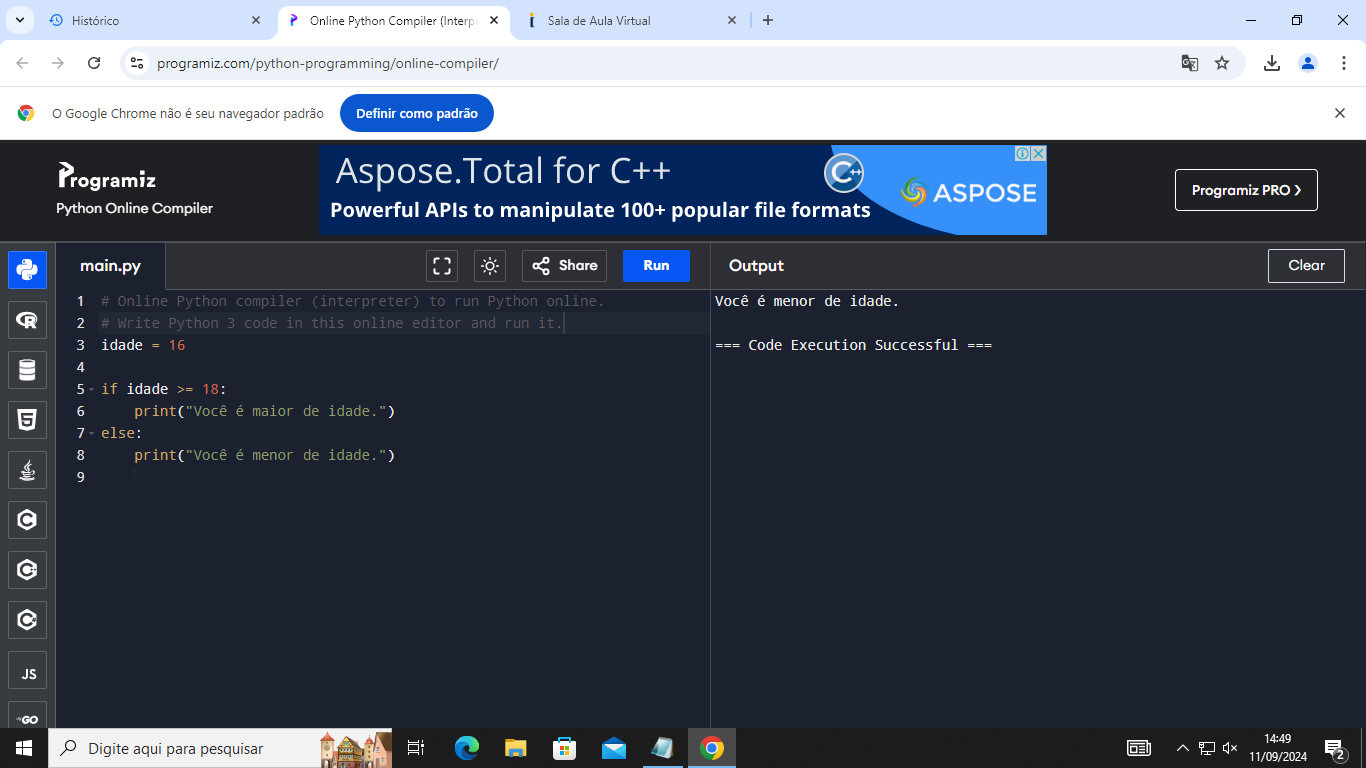 Histórico
Online Python Compiler (Interp
Sala de Aula Virtual
programiz.com/python-programming/online-compiler/
O Google Chrome não é seu navegador padrão
Definir como padrão
Programiz
Python Online Compiler
Aspose.Total for C++
Powerful APIs to manipulate 100+ popular file formats
C++
ASPOSE
Programiz PRO
main.py
Share
Run
Output
Clear
1 # Online Python compiler (interpreter) to run Python online.
2 # Write Python 3 code in this online editor and run it.
3 idade = 16
4
5 if idade >= 18:
6 print("Você é maior de idade.")
7 else:
8 print("Você é menor de idade.")
9
Você é menor de idade.
=== Code Execution Successful ===
R
5
C
C
C
JS
GO
Digite aqui para pesquisar
14:49
11/09/2024
2